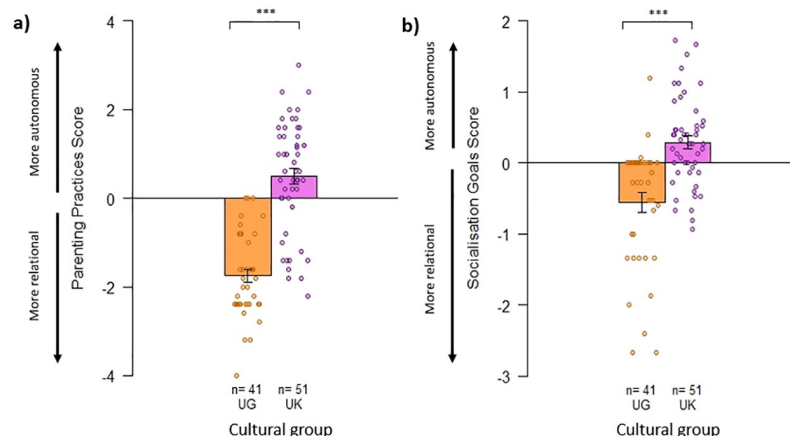 a)
***
4
2
0
-2
-4
More autonomous
More relational
Parenting Practices Score
n= 41
UG
n= 51
UK
Cultural group
b)
***
2
1
0
-1
-2
-3
More autonomous
More relational
Socialisation Goals Score
n= 41
UG
n= 51
UK
Cultural group